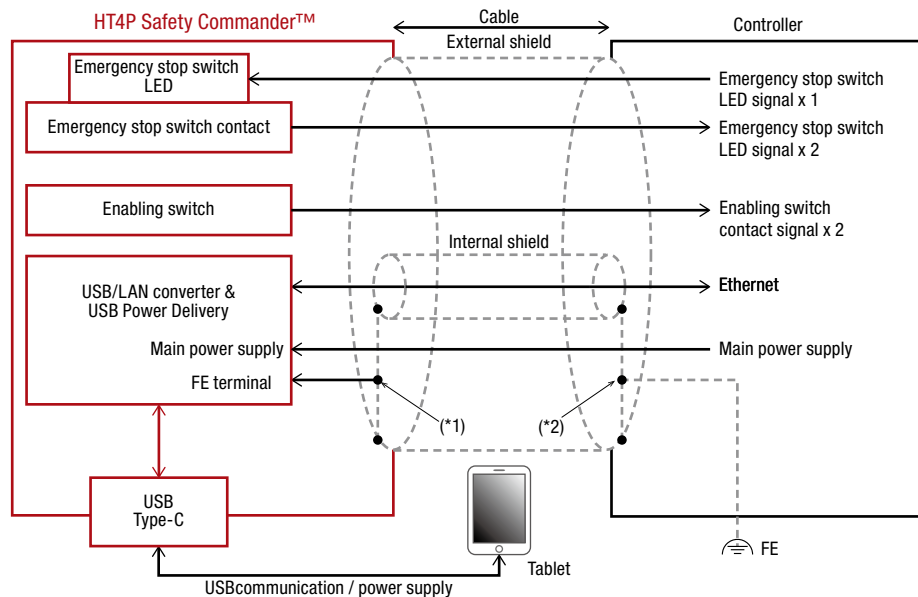 HT4P Safety Commander™
Cable
Controller
External shield
Emergency stop switch
LED
Emergency stop switch
LED signal x 1
Emergency stop switch contact
Emergency stop switch
LED signal x 2
Enabling switch
Enabling switch
contact signal x 2
Internal shield
USB/LAN converter &
USB Power Delivery
Ethernet
Main power supply
Main power supply
FE terminal
(*1)
(*2)
USB
Type-C
FE
Tablet
USBcommunication / power supply